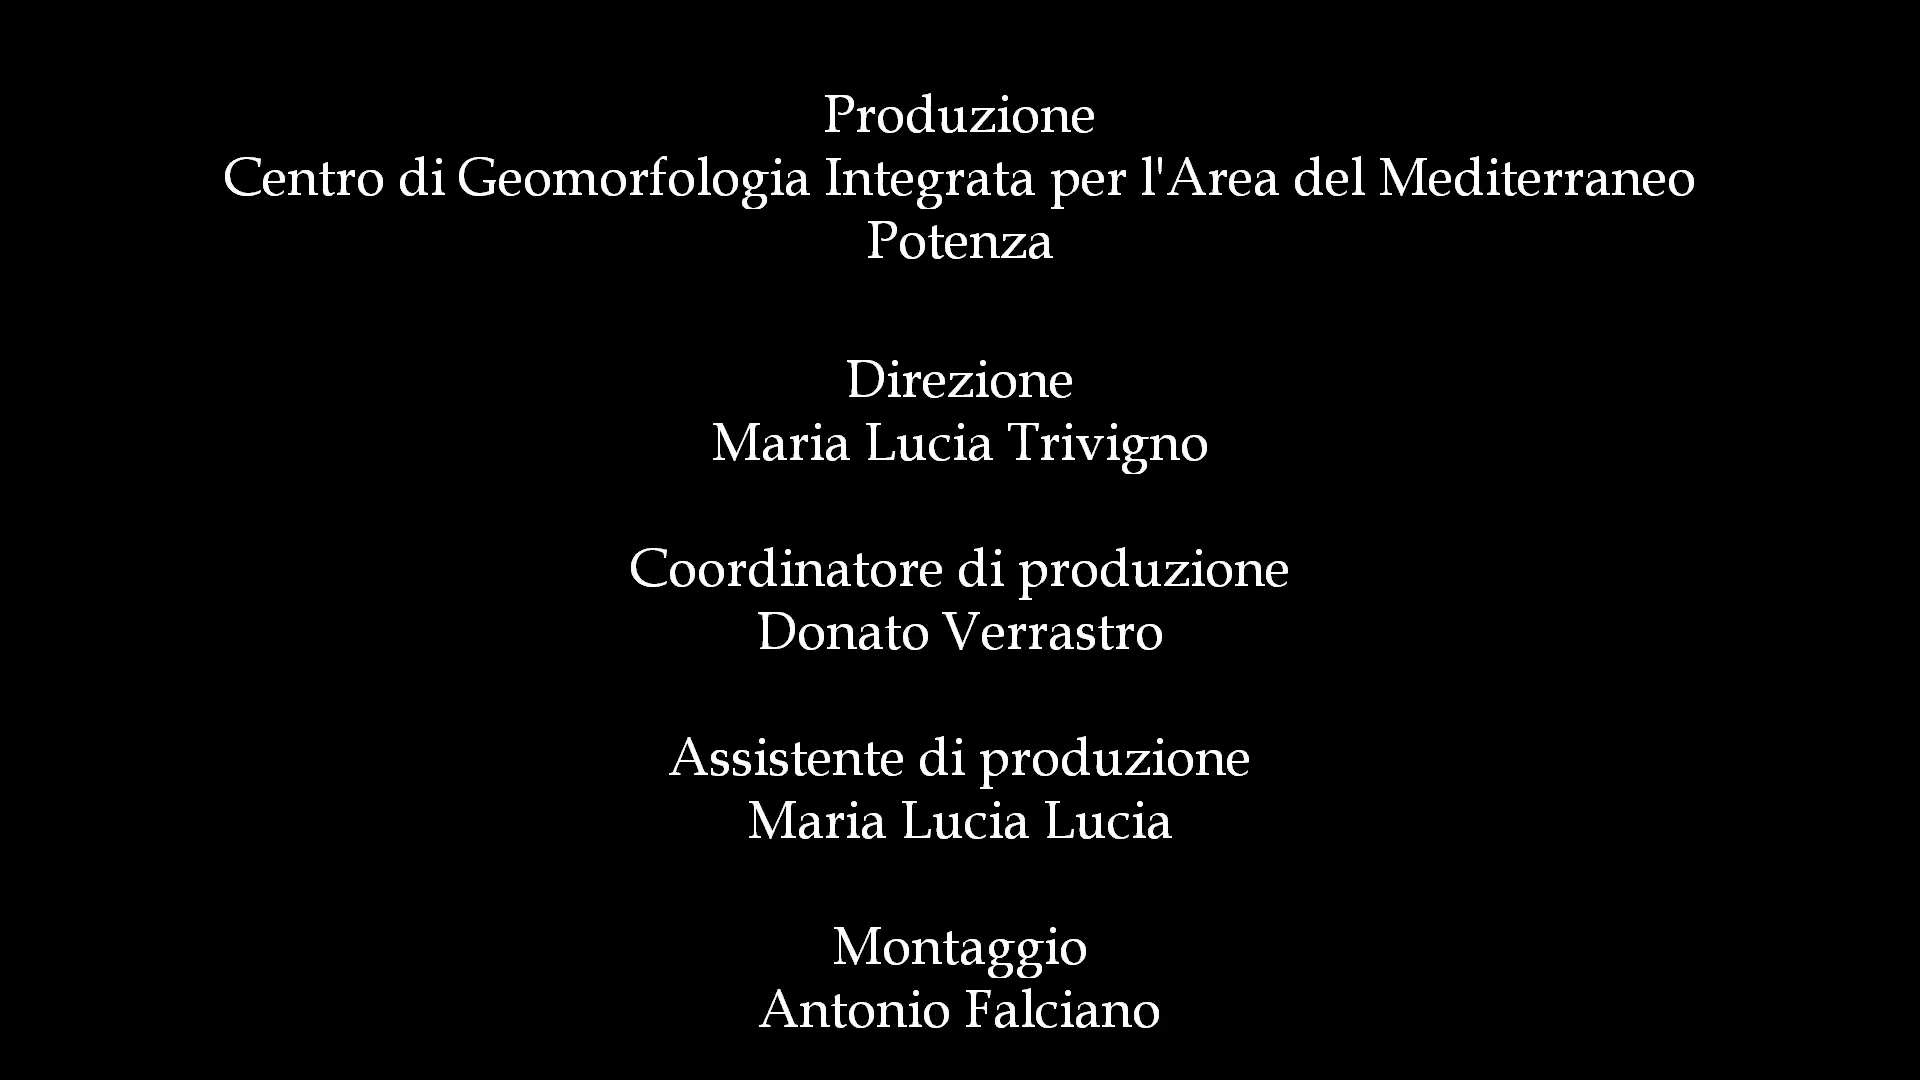 Produzione
Centro di Geomorfologia Integrata per l'Area del Mediterraneo
Potenza
Direzione
Maria Lucia Trivigno
Coordinatore di produzione
Donato Verrastro
Assistente di produzione
Maria Lucia Lucia
Montaggio
Antonio Falciano